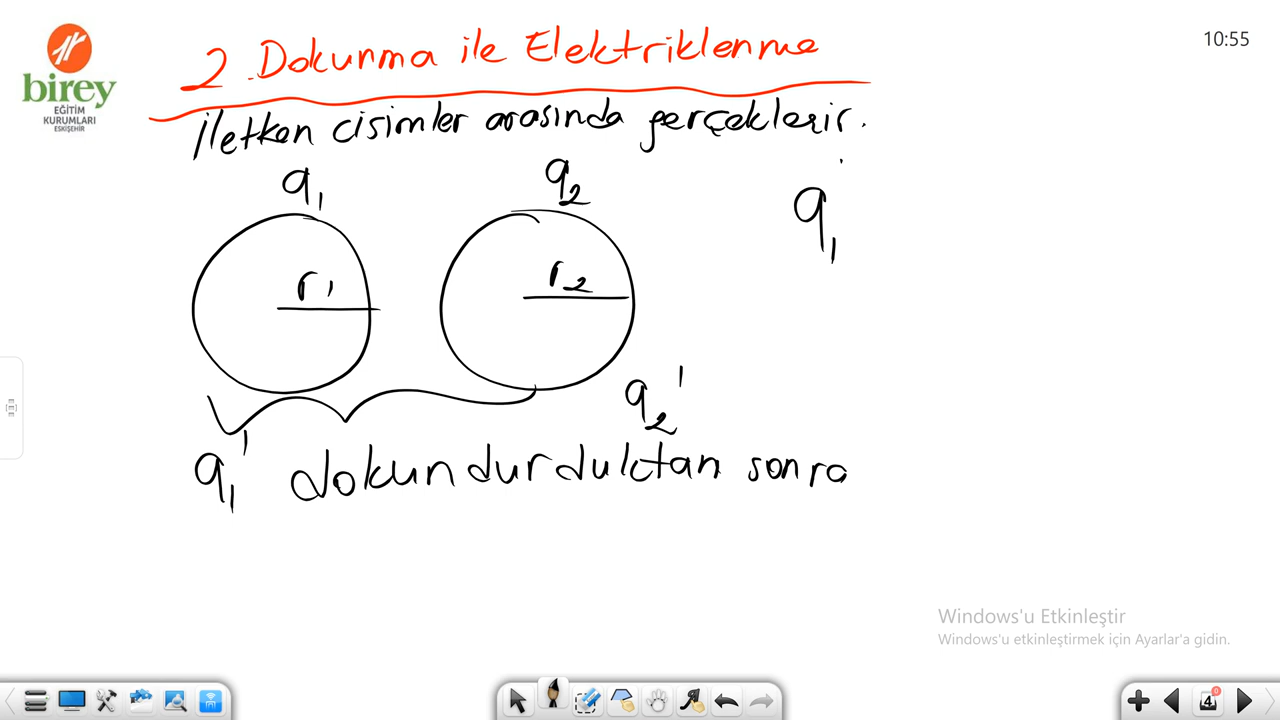 birey
EĞİTİM
KURUMLARI
ESKİŞEHİR
10:55
2. Dokunma ile Elektriklenme
İletken cisimler arasında gerçekleşir.
q1 q2
q1
r1 r2
q2'
q1' dokundurduktan sonra
Windows'u Etkinleştir
Windows'u etkinleştirmek için Ayarlar'a gidin.
4
0